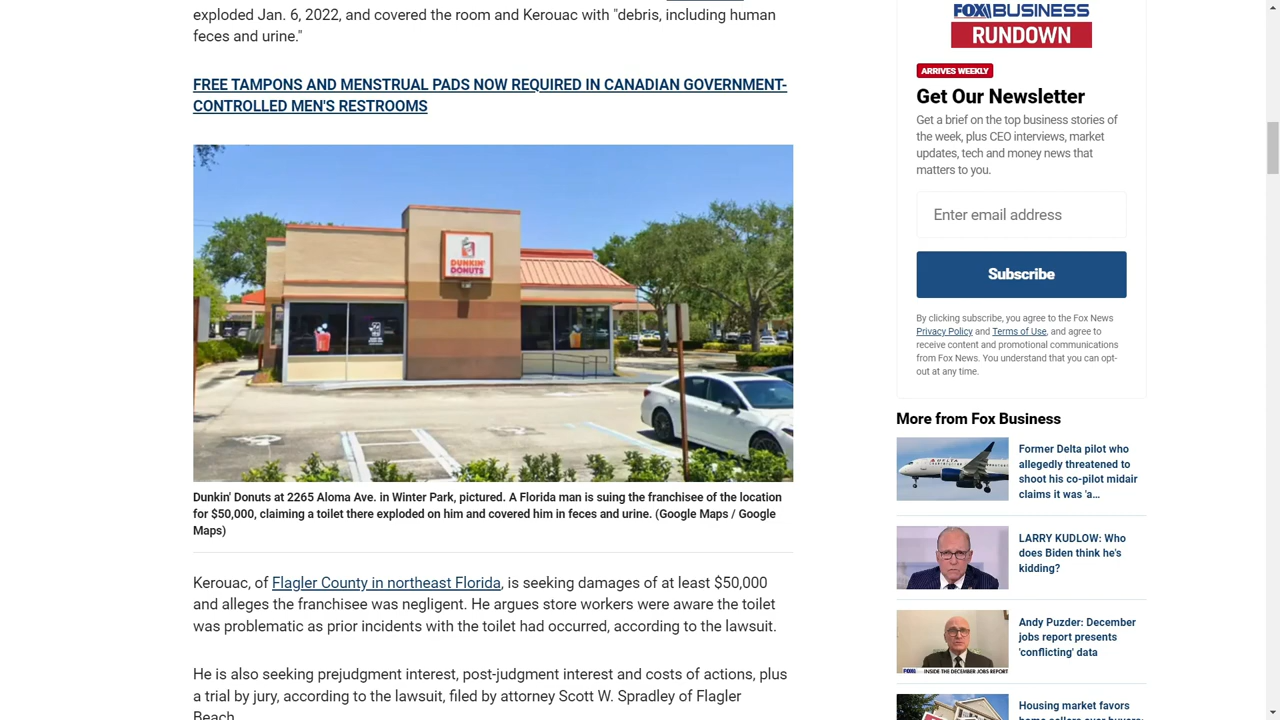 exploded Jan. 6, 2022, and covered the room and Kerouac with "debris, including human
feces and urine."
FREE TAMPONS AND MENSTRUAL PADS NOW REQUIRED IN CANADIAN GOVERNMENT-
CONTROLLED MEN'S RESTROOMS
DUNKIN'
DONUTS
Dunkin' Donuts at 2265 Aloma Ave. in Winter Park, pictured. A Florida man is suing the franchisee of the location
for $50,000, claiming a toilet there exploded on him and covered him in feces and urine. (Google Maps / Google
Maps)
Kerouac, of Flagler County in northeast Florida, is seeking damages of at least $50,000
and alleges the franchisee was negligent. He argues store workers were aware the toilet
was problematic as prior incidents with the toilet had occurred, according to the lawsuit.
He is also seeking prejudgment interest, post-judgment interest and costs of actions, plus
a trial by jury, according to the lawsuit, filed by attorney Scott W. Spradley of Flagler
Beach.
FOX BUSINESS
RUNDOWN
ARRIVES WEEKLY
Get Our Newsletter
Get a brief on the top business stories of
the week, plus CEO interviews, market
updates, tech and money news that
matters to you.
Enter email address
Subscribe
By clicking subscribe, you agree to the Fox News
Privacy Policy and Terms of Use, and agree to
receive content and promotional communications
from Fox News. You understand that you can opt-
out at any time.
More from Fox Business
DELTA
Former Delta pilot who
allegedly threatened to
shoot his co-pilot midair
claims it was 'a...
LARRY KUDLOW: Who
does Biden think he's
kidding?
INSIDE THE DECEMBER JOBS REPORT
Andy Puzder: December
jobs report presents
'conflicting' data
Housing market favors
home sellers over buyers: